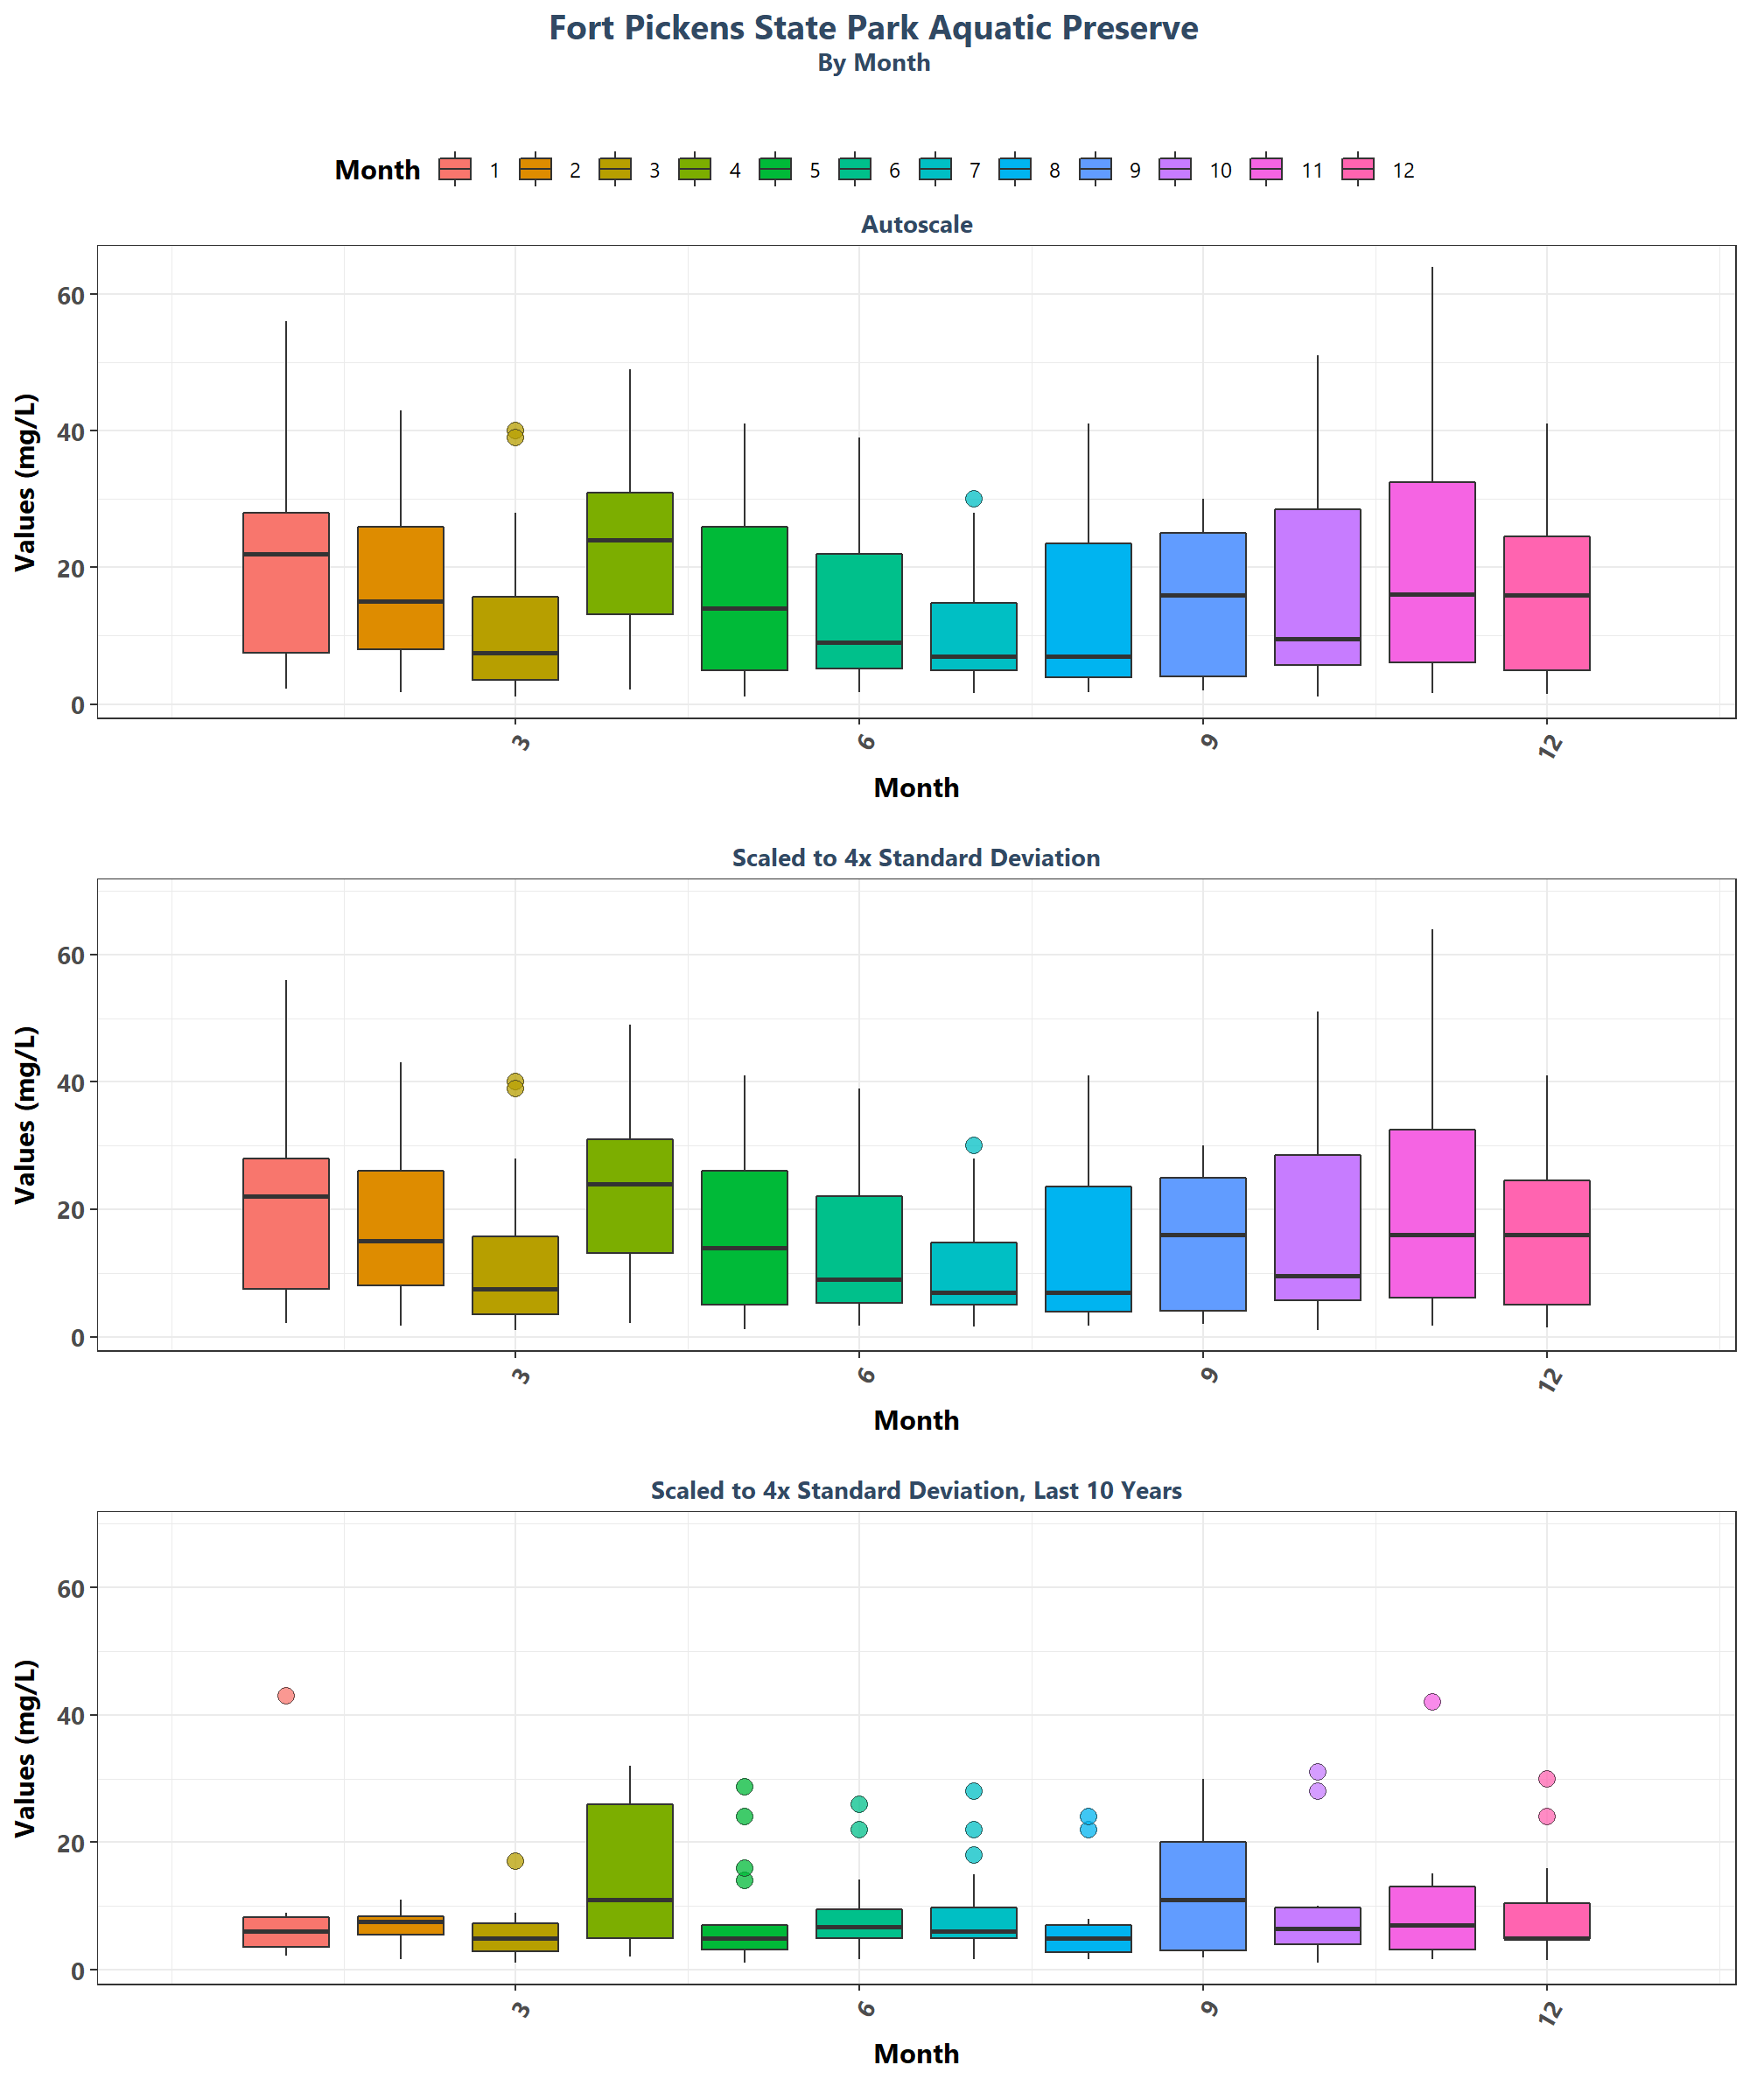 Fort Pickens State Park Aquatic Preserve
By Month
Month 1 2 3 4 5 6 7 8 9 10 11 12
Autoscale
Values (mg/L)
60
40
20
0
3 6 9 12
Month
Scaled to 4x Standard Deviation
Values (mg/L)
60
40
20
0
3 6 9 12
Month
Scaled to 4x Standard Deviation, Last 10 Years
Values (mg/L)
60
40
20
0
3 6 9 12
Month